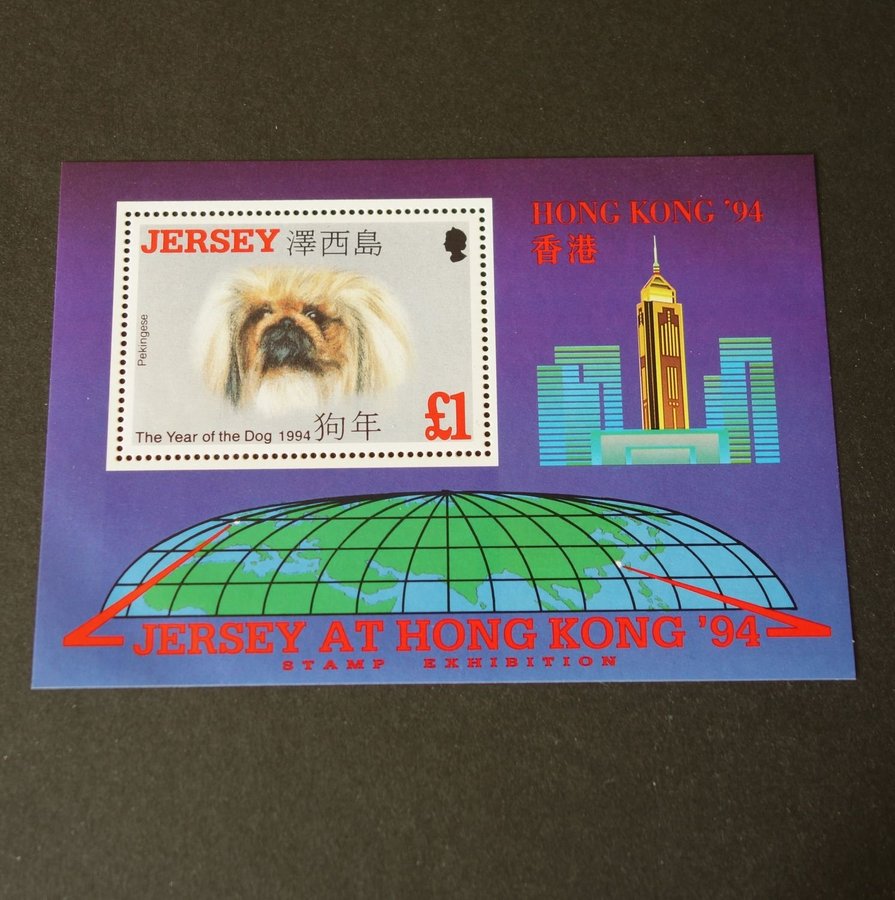 JERSEY 澤西島
Pekingese
The Year of the Dog 1994 狗年
£1
HONG KONG '94
香港
JERSEY AT HONG KONG '94
STAMP EXHIBITION